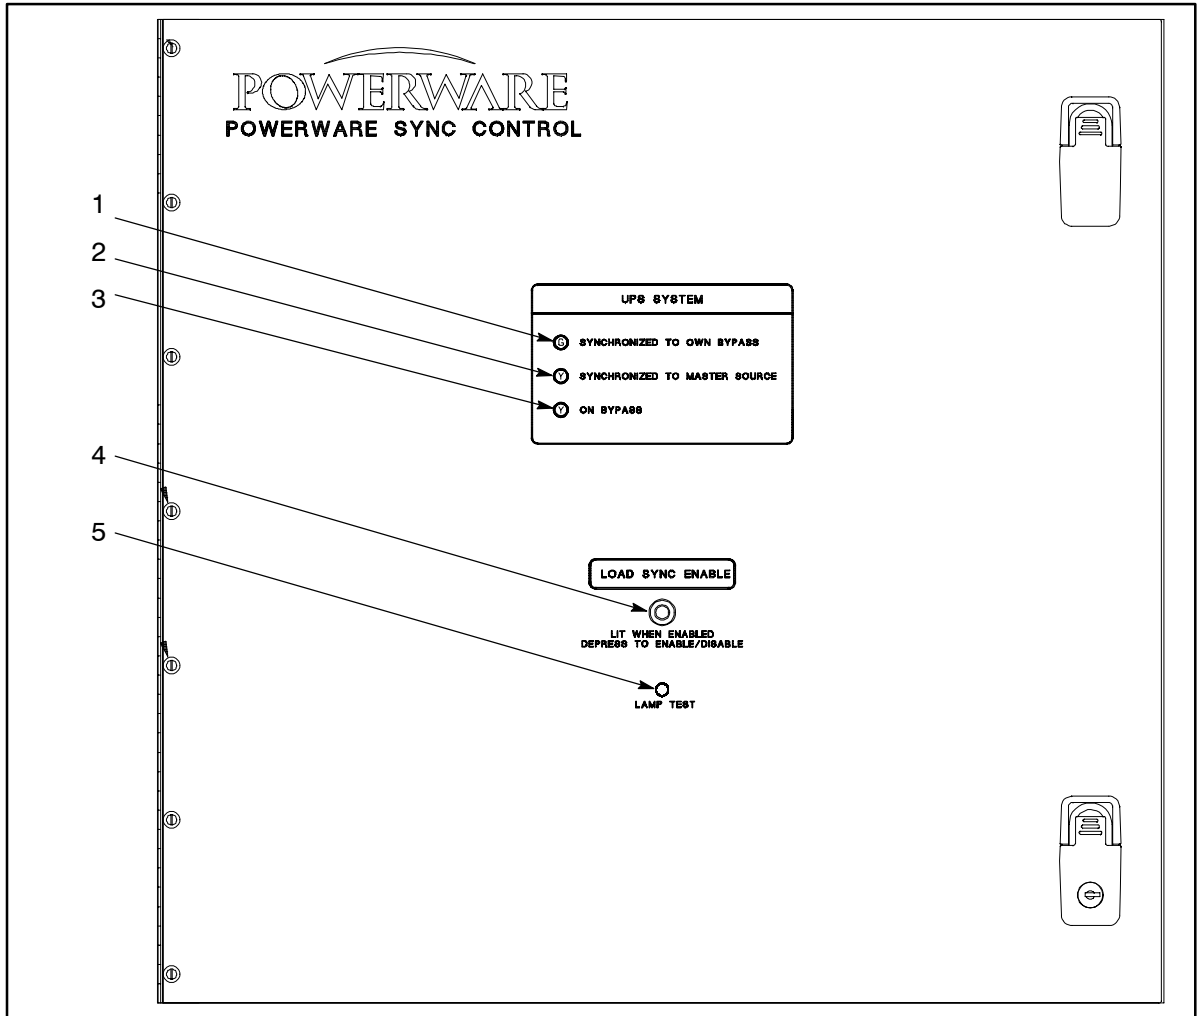 POWERWARE
POWERWARE SYNC CONTROL
1
2
3
UPS SYSTEM
G SYNCHRONIZED TO OWN BYPASS
Y SYNCHRONIZED TO MASTER SOURCE
Y ON BYPASS
4
5
LOAD SYNC ENABLE
LIT WHEN ENABLED
DEPRESS TO ENABLE/DISABLE
LAMP TEST